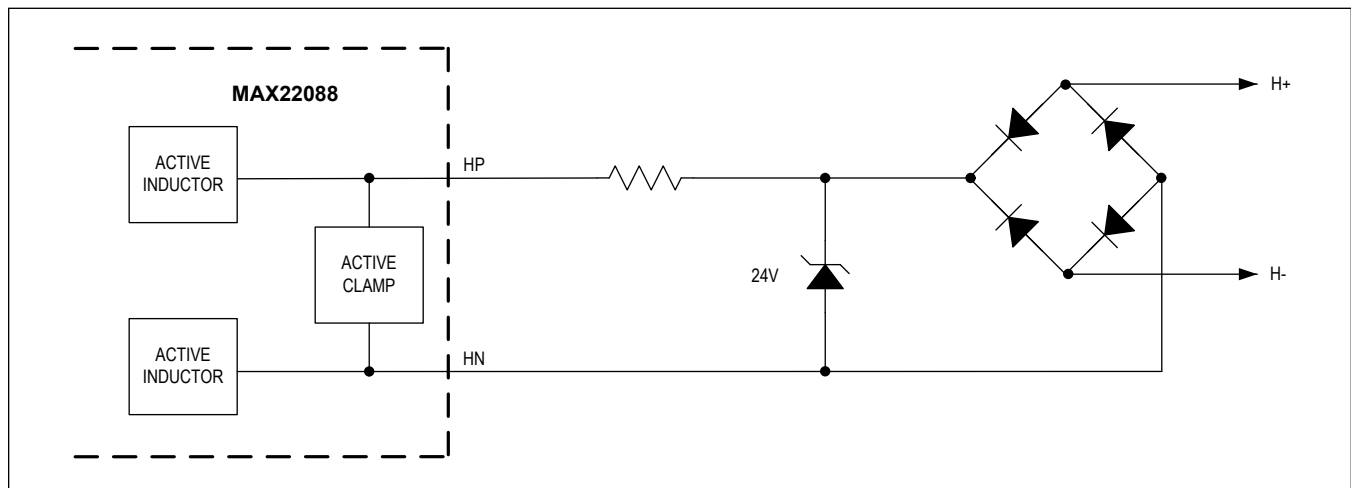 MAX22088
ACTIVE
INDUCTOR
HP
ACTIVE
CLAMP
ACTIVE
INDUCTOR
HN
24V
H+
H-